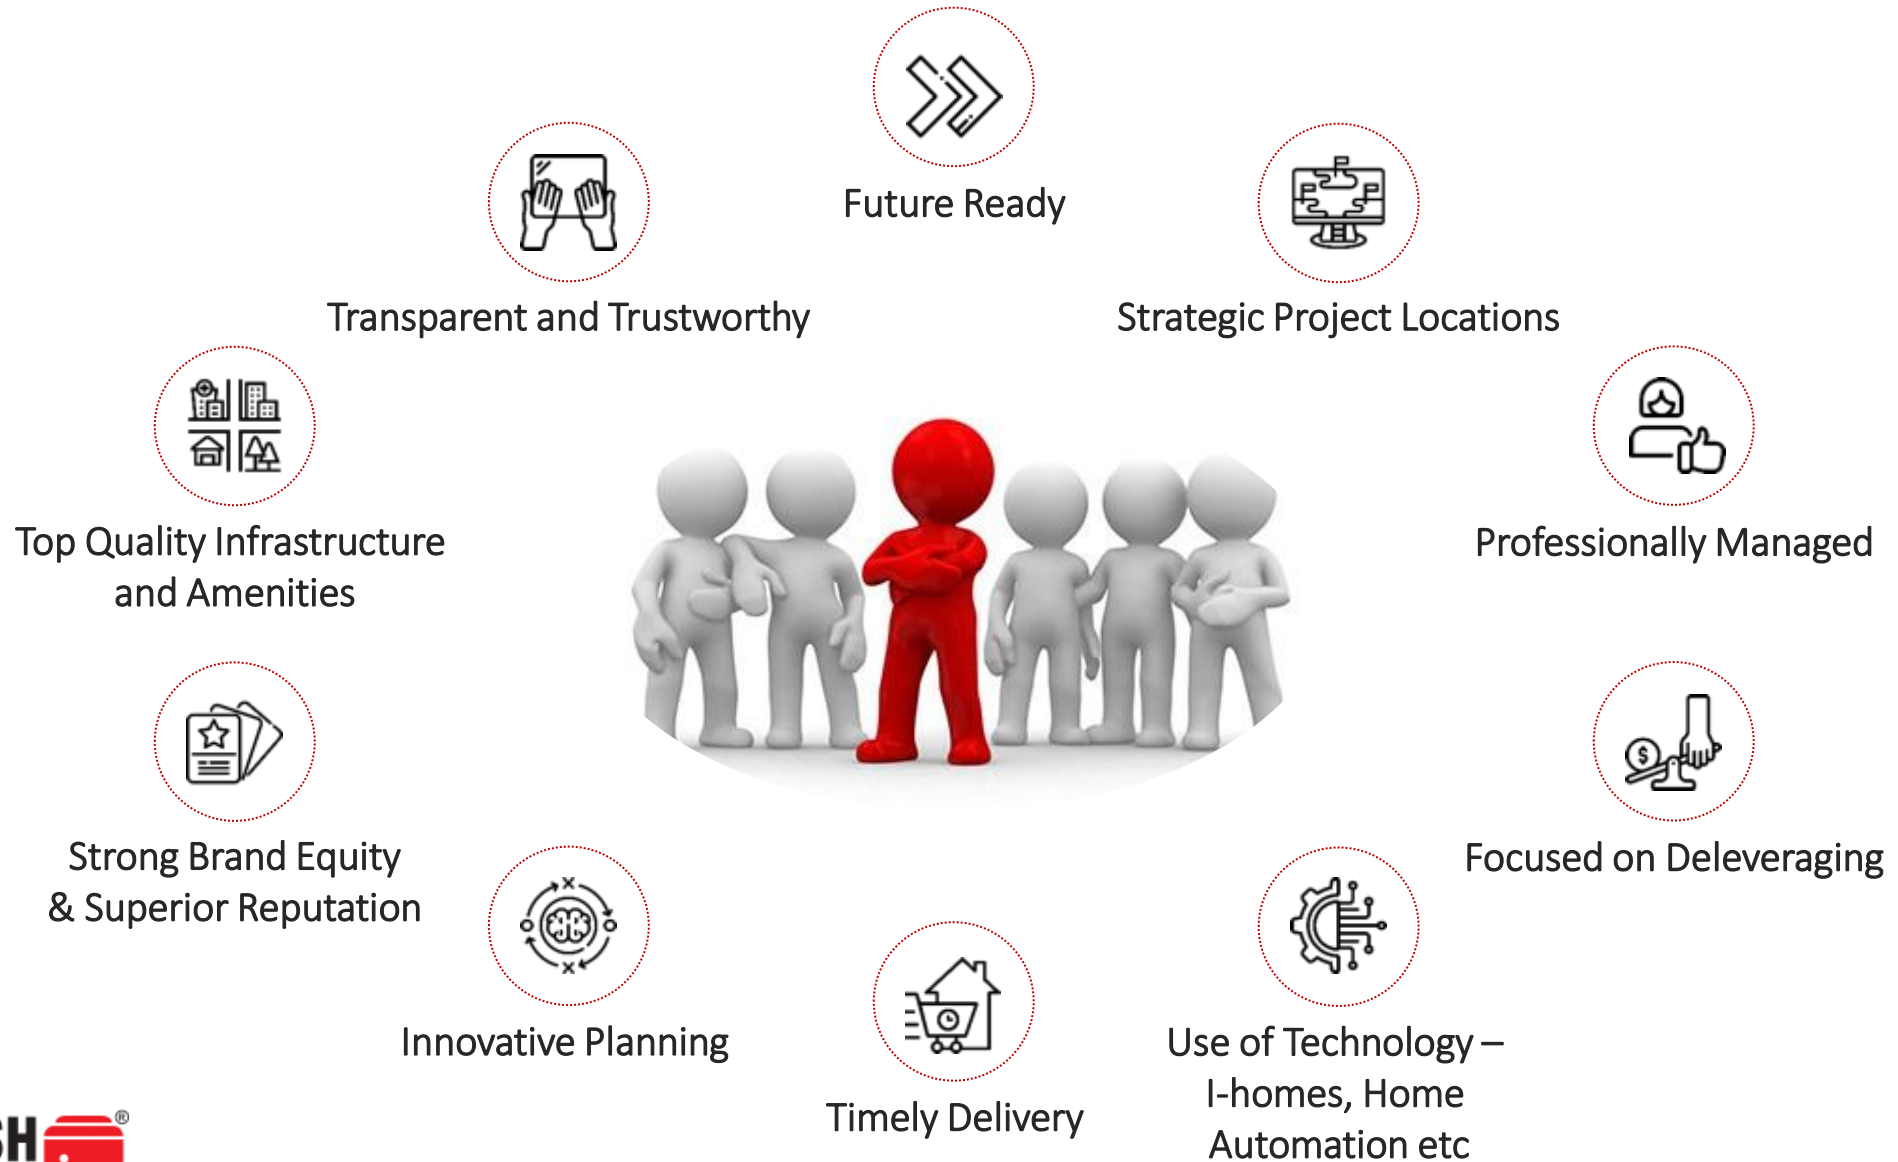 Future Ready
Transparent and Trustworthy
Strategic Project Locations
Top Quality Infrastructure
and Amenities
Professionally Managed
Strong Brand Equity
& Superior Reputation
Focused on Deleveraging
Innovative Planning
Timely Delivery
Use of Technology –
I-homes, Home
Automation etc
®